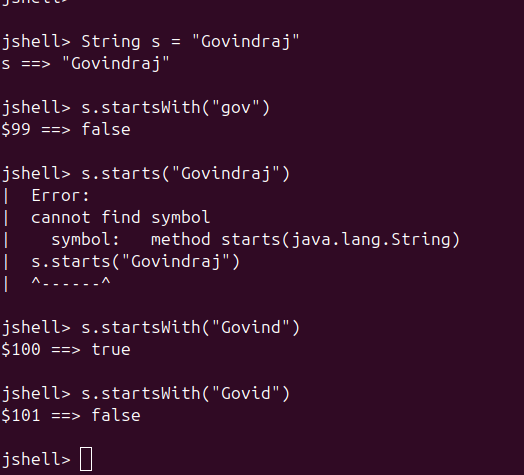 jshell>
jshell> String s = "Govindraj"
s ==> "Govindraj"
jshell> s.startsWith("gov")
$99 ==> false
jshell> s.starts("Govindraj")
|  Error:
|  cannot find symbol
|    symbol:   method starts(java.lang.String)
|  s.starts("Govindraj")
|  ^------^
jshell> s.startsWith("Govind")
$100 ==> true
jshell> s.startsWith("Govid")
$101 ==> false
jshell>